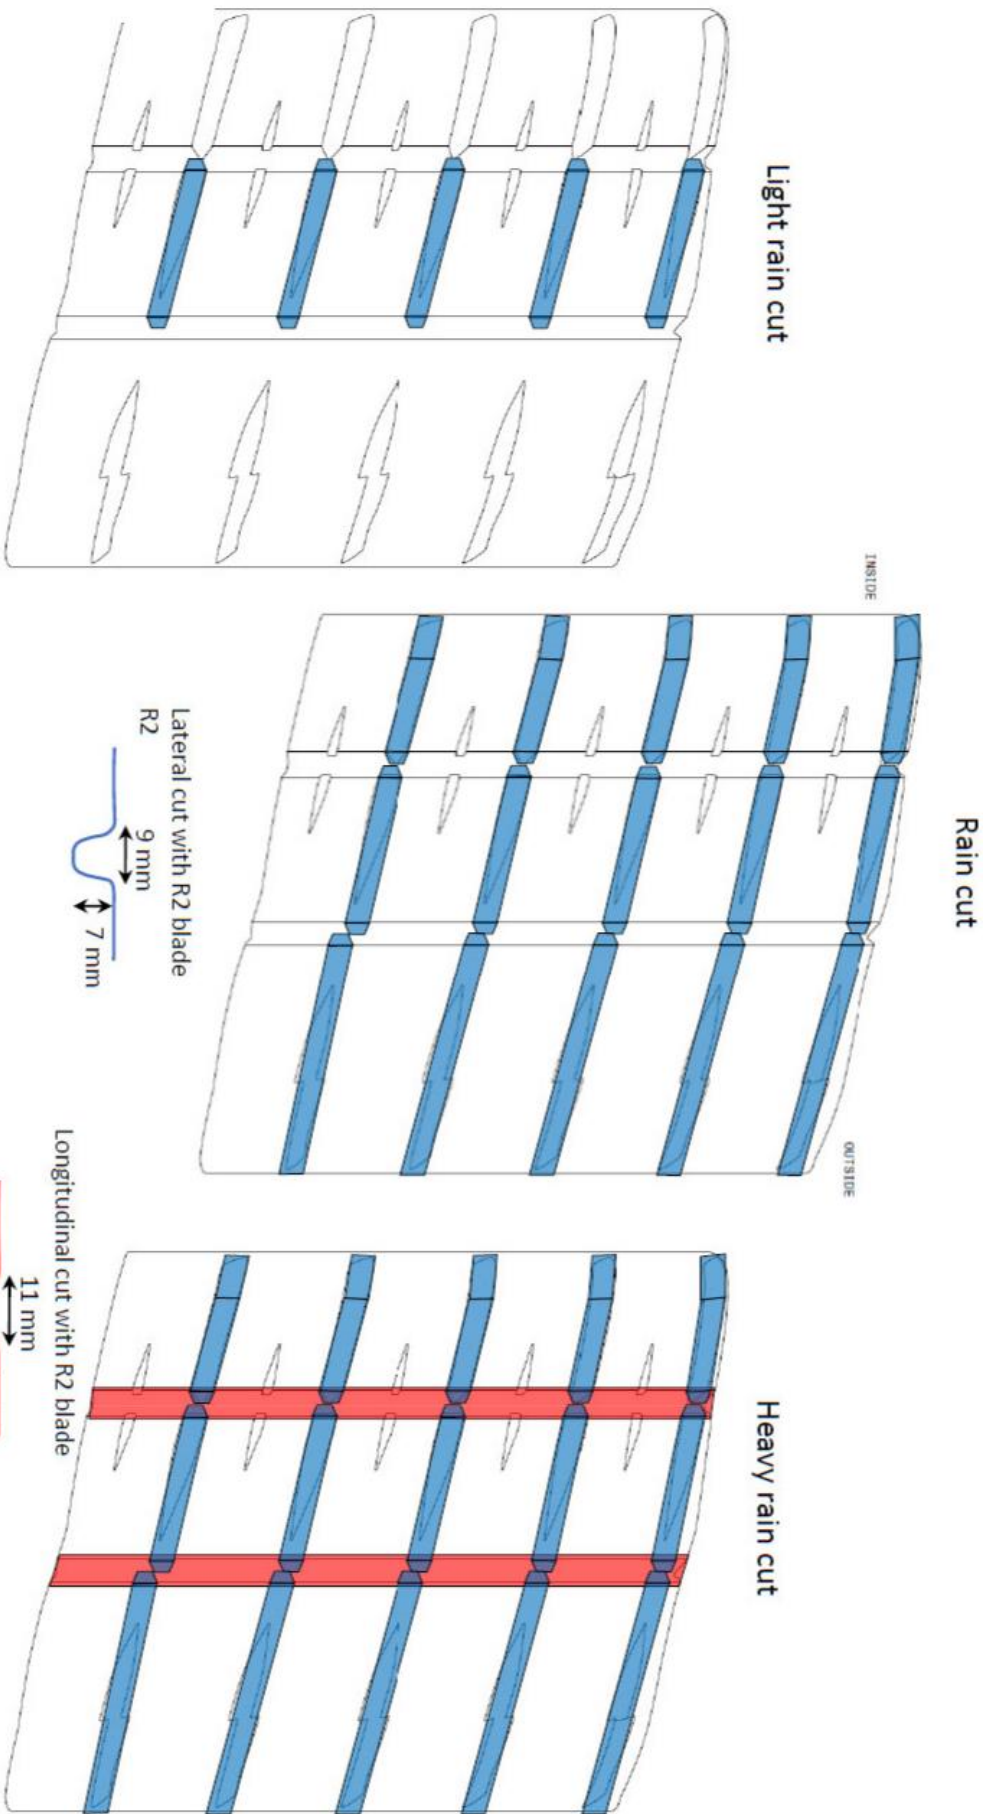 Light rain cut
Rain cut
Heavy rain cut
INSIDE
OUTSIDE
Lateral cut with R2 blade
R2
9 mm
7 mm
Longitudinal cut with R2 blade
11 mm